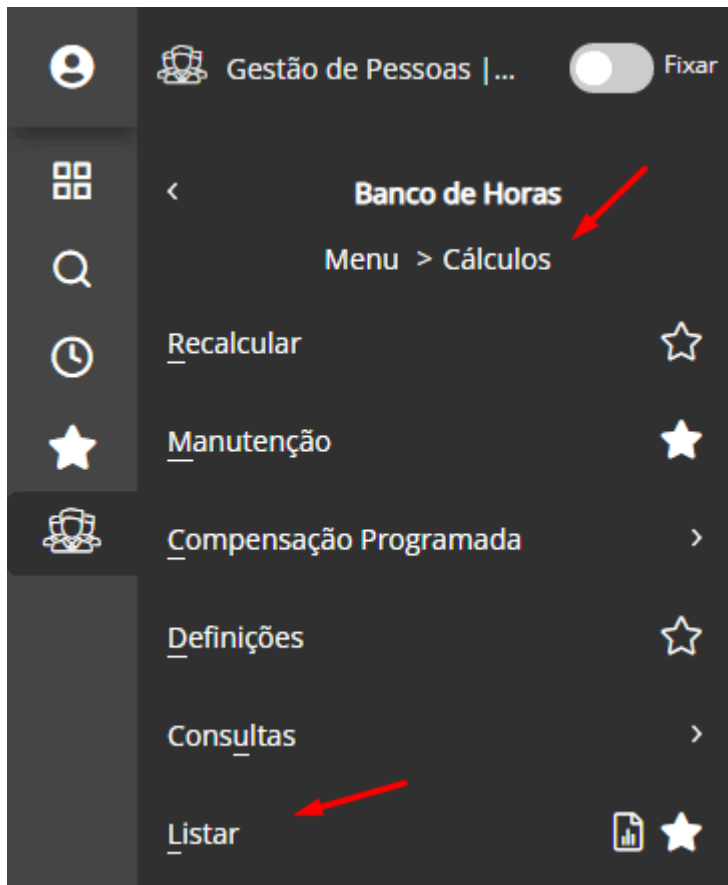 Gestão de Pessoas |...
Fixar
Banco de Horas
Menu > Cálculos
Recalcular
Manutenção
Compensação Programada
Definições
Consultas
Listar